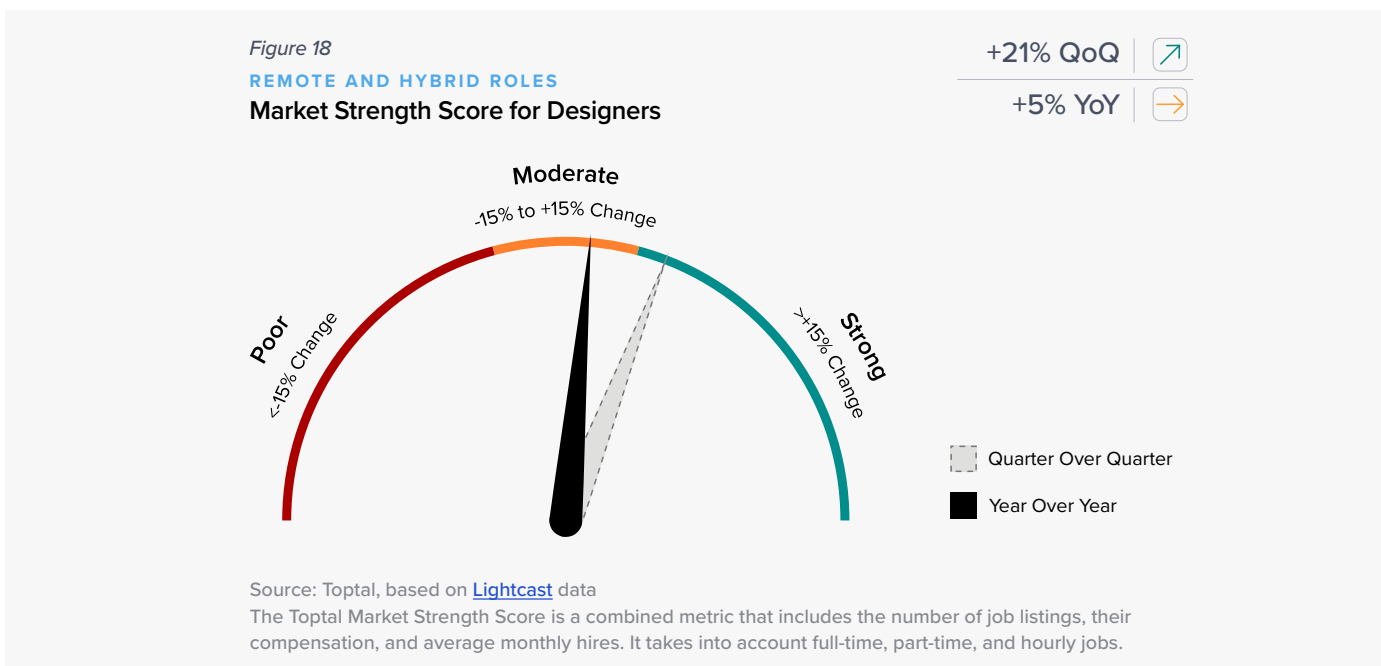 Figure 18
REMOTE AND HYBRID ROLES
Market Strength Score for Designers
+21% QoQ
+5% YoY
Moderate
-15% to +15% Change
Poor
<-15% Change
Strong
>+15% Change
Quarter Over Quarter
Year Over Year
Source: Toptal, based on Lightcast data
The Toptal Market Strength Score is a combined metric that includes the number of job listings, their
compensation, and average monthly hires. It takes into account full-time, part-time, and hourly jobs.